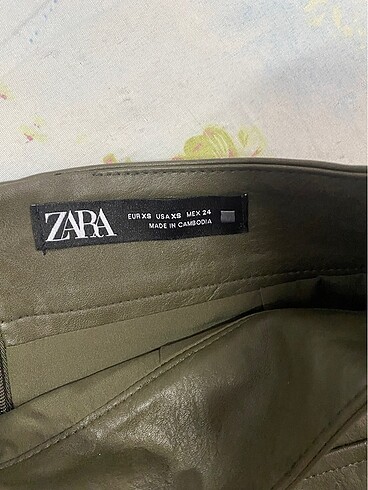 ZARA
EUR XS USA XS MEX 24
MADE IN CAMBODIA